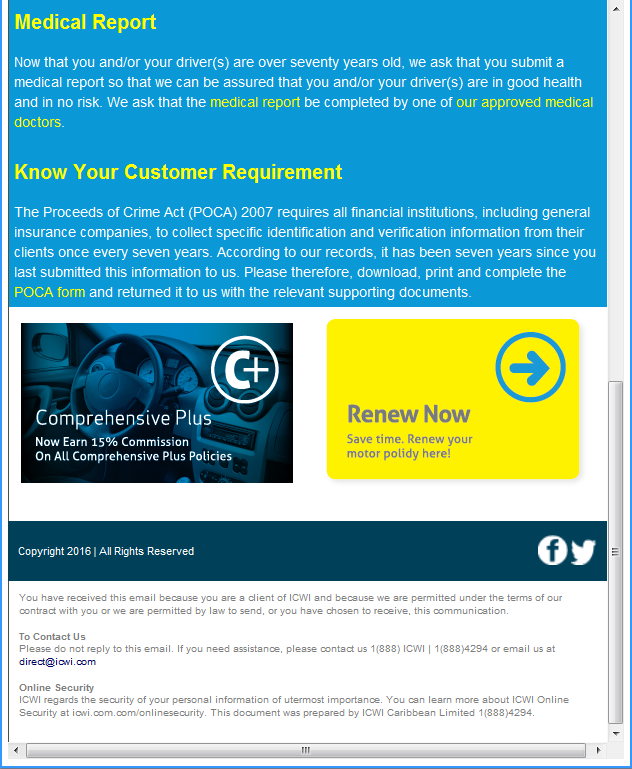 Medical Report
Now that you and/or your driver(s) are over seventy years old, we ask that you submit a
medical report so that we can be assured that you and/or your driver(s) are in good health
and in no risk. We ask that the medical report be completed by one of our approved medical
doctors.
Know Your Customer Requirement
The Proceeds of Crime Act (POCA) 2007 requires all financial institutions, including general
insurance companies, to collect specific identification and verification information from their
clients once every seven years. According to our records, it has been seven years since you
last submitted this information to us. Please therefore, download, print and complete the
POCA form and returned it to us with the relevant supporting documents.
C+
Comprehensive Plus
Now Earn 15% Commission
On All Comprehensive Plus Policies
Renew Now
Save time. Renew your
motor polidy here!
Copyright 2016 | All Rights Reserved
You have received this email because you are a client of ICWI and because we are permitted under the terms of our
contract with you or we are permitted by law to send, or you have chosen to receive, this communication.
To Contact Us
Please do not reply to this email. If you need assistance, please contact us 1(888) ICWI | 1(888)4294 or email us at
direct@icwi.com
Online Security
ICWI regards the security of your personal information of utermost importance. You can learn more about ICWI Online
Security at icwi.com.com/onlinesecurity. This document was prepared by ICWI Caribbean Limited 1(888)4294.